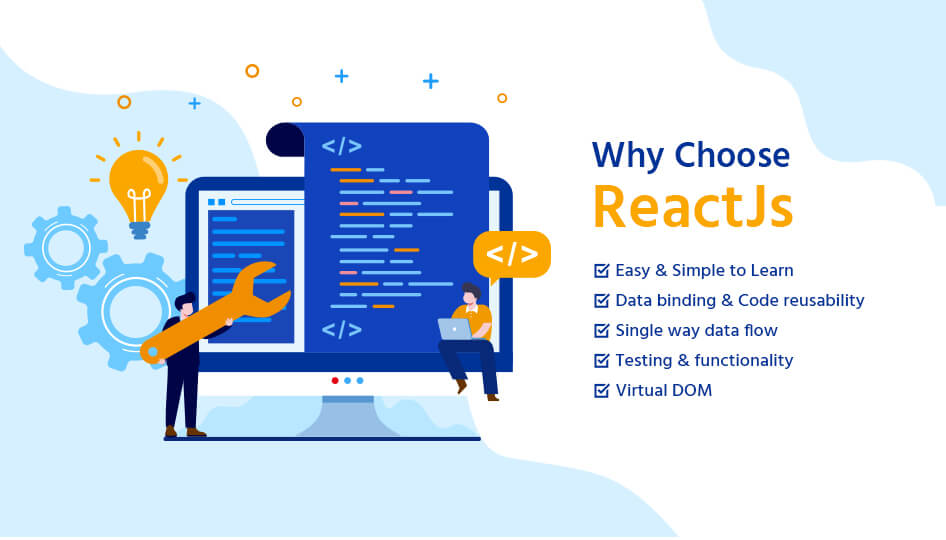 </>
</>
</>
Why Choose
ReactJs
Easy & Simple to Learn
Data binding & Code reusability
Single way data flow
Testing & functionality
Virtual DOM